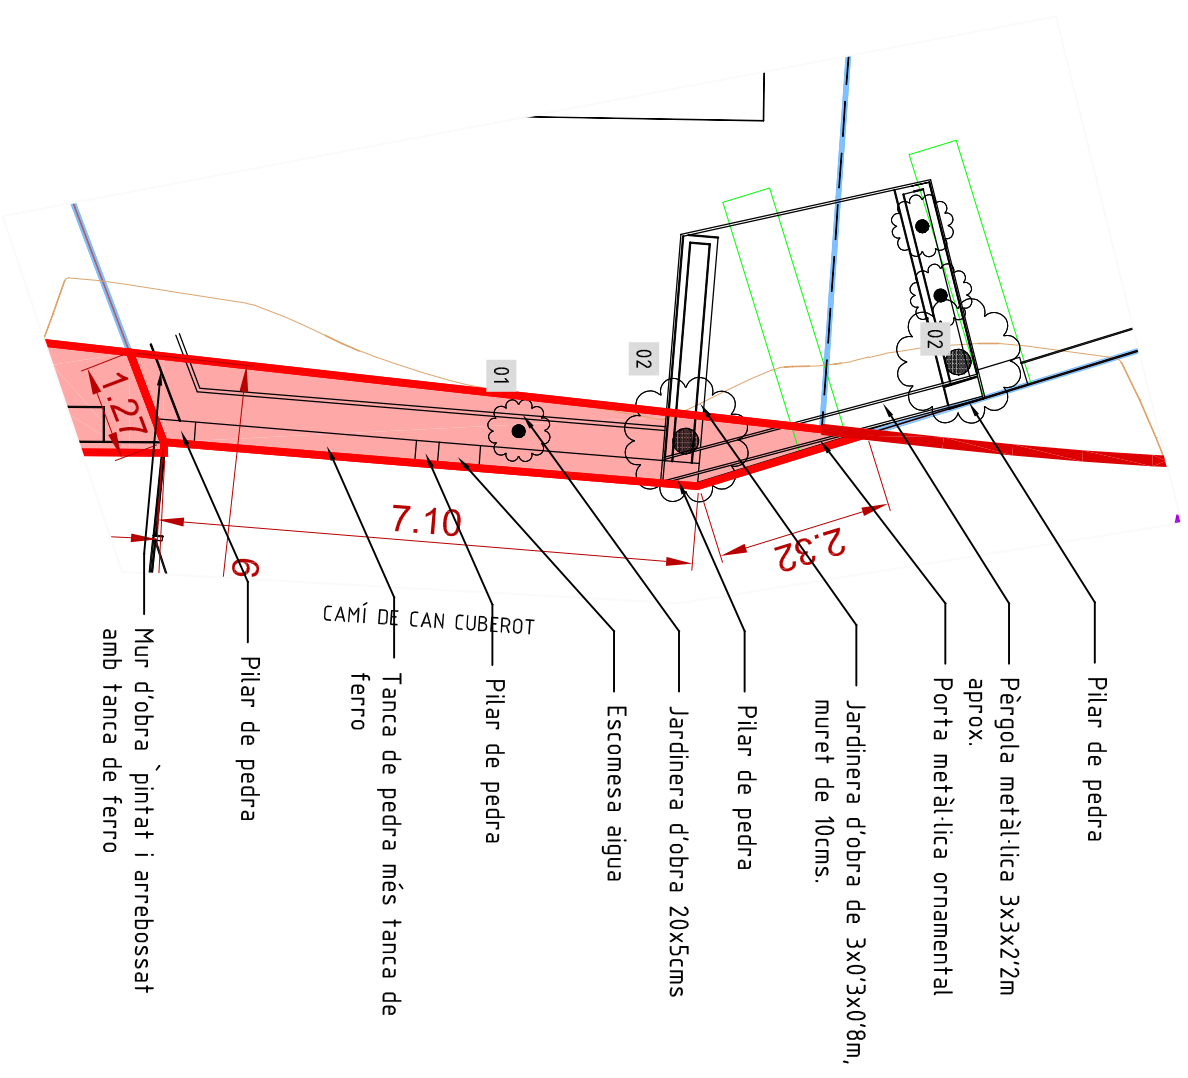 01
02
02
1.27
7.10
2.32
6
CAMÍ DE CAN CUBEROT
Mur d'obra `pintat i arrebossat
amb tanca de ferro
Pilar de pedra
Tanca de pedra més tanca de
ferro
Pilar de pedra
Escomesa aigua
Jardinera d'obra 20x5cms
Pilar de pedra
Jardinera d'obra de 3x0'3x0'8m,
muret de 10cms.
Porta metàl·lica ornamental
Pèrgola metàl·lica 3x3x2'2m
aprox.
Pilar de pedra